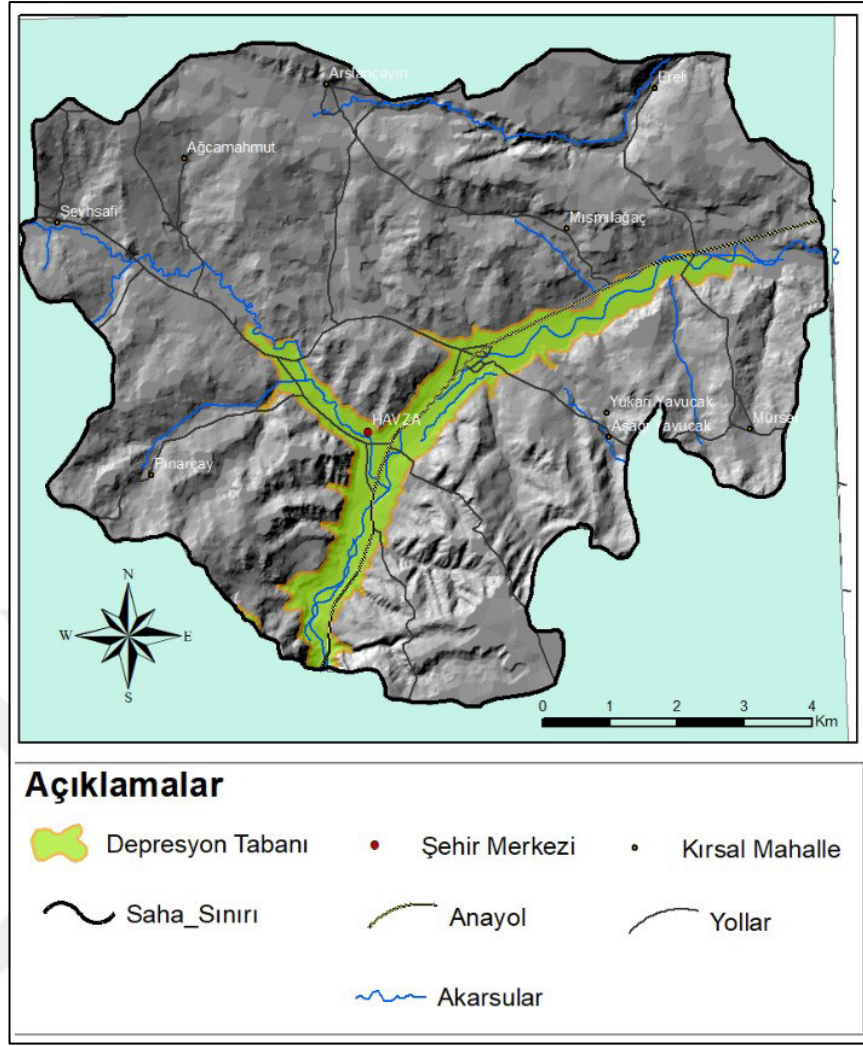 Arslançayırı
Ereli
Ağcamahmut
Şeyhsafi
Mısmılağaç
Yukarı Yavucak
HAVZA
Aşağı Yavucak
Mürsel
Pınarçay
N
W
E
S
0 1 2 3 4
Km
Açıklamalar
Depresyon Tabanı
Şehir Merkezi
Kırsal Mahalle
Saha_Sınırı
Anayol
Yollar
Akarsular